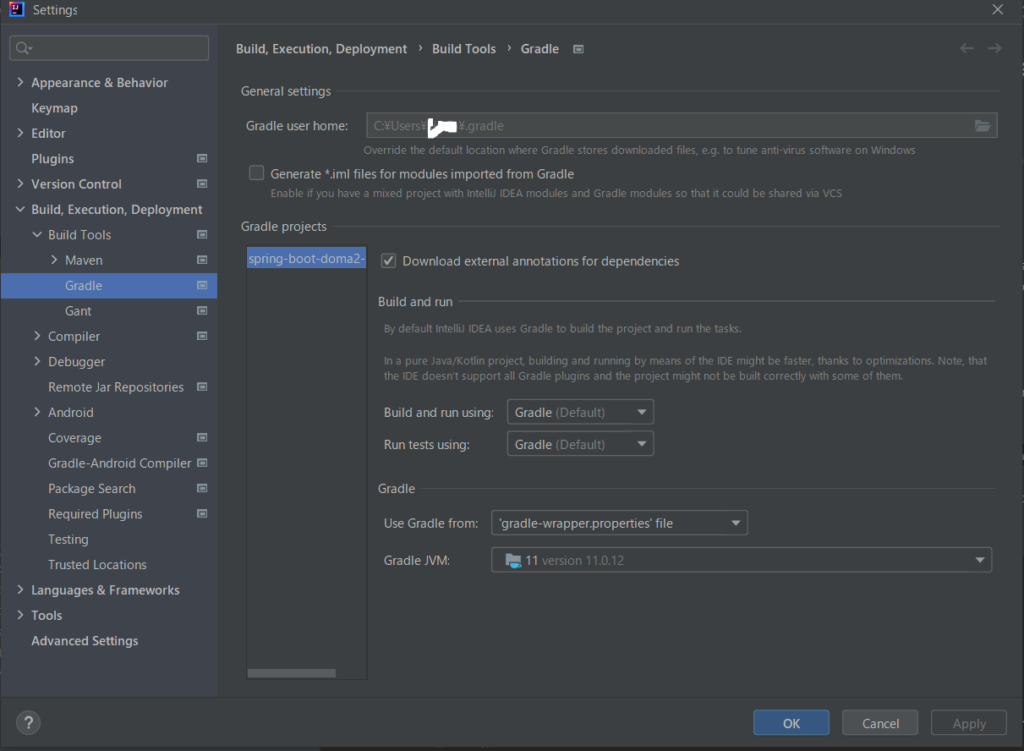 Settings
Build, Execution, Deployment › Build Tools › Gradle
Appearance & Behavior
Keymap
Editor
Plugins
Version Control
Build, Execution, Deployment
Build Tools
Maven
Gradle
Gant
Compiler
Debugger
Remote Jar Repositories
Android
Coverage
Gradle-Android Compiler
Package Search
Required Plugins
Testing
Trusted Locations
Languages & Frameworks
Tools
Advanced Settings
General settings
Gradle user home: C:¥Users¥ ¥.gradle
Override the default location where Gradle stores downloaded files, e.g. to tune anti-virus software on Windows
Generate *.iml files for modules imported from Gradle
Enable if you have a mixed project with IntelliJ IDEA modules and Gradle modules so that it could be shared via VCS
Gradle projects
spring-boot-doma2-
Download external annotations for dependencies
Build and run
By default IntelliJ IDEA uses Gradle to build the project and run the tasks.
In a pure Java/Kotlin project, building and running by means of the IDE might be faster, thanks to optimizations. Note, that
the IDE doesn't support all Gradle plugins and the project might not be built correctly with some of them.
Build and run using: Gradle (Default)
Run tests using: Gradle (Default)
Gradle
Use Gradle from: 'gradle-wrapper.properties' file
Gradle JVM: 11 version 11.0.12
?
OK
Cancel
Apply